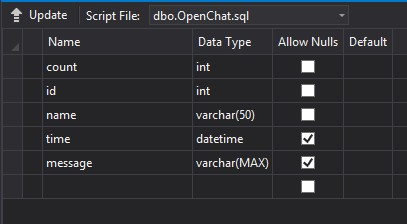 Update Script File: dbo.OpenChat.sql
Name Data Type Allow Nulls Default
count int
id int
name varchar(50)
time datetime
message varchar(MAX)